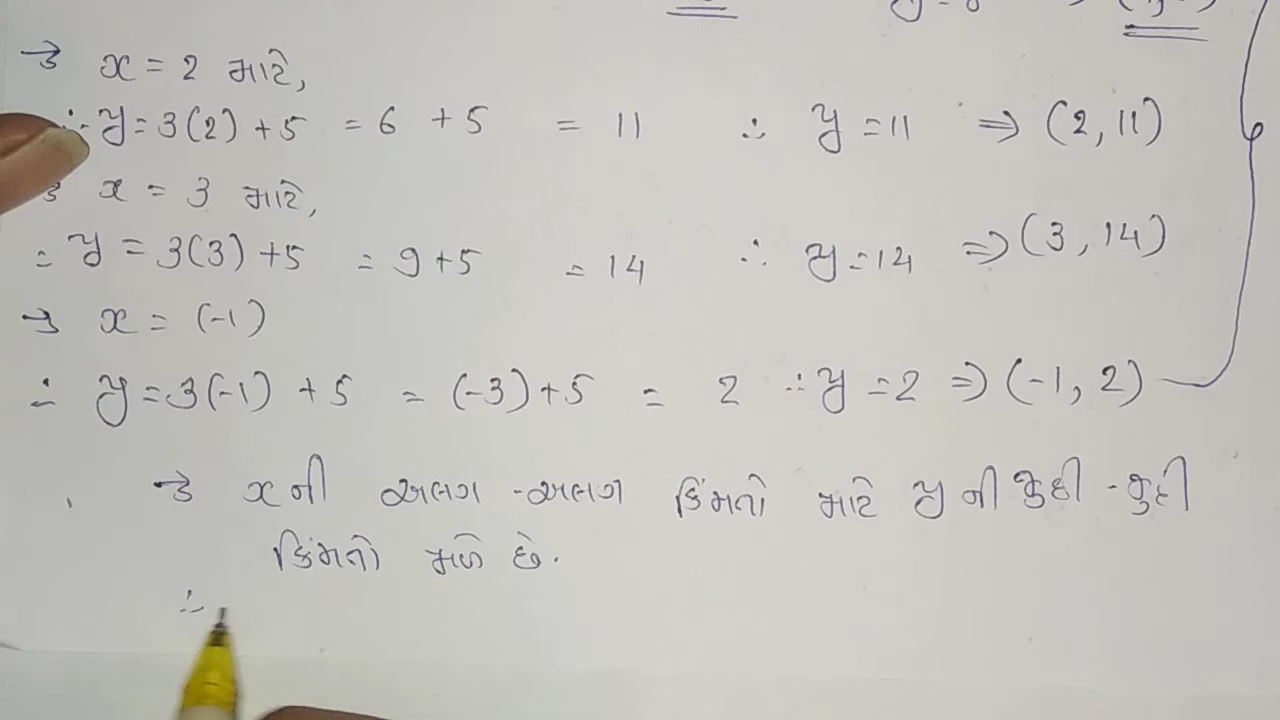 → x = 2 માટે,
∴ y = 3(2) + 5 = 6 + 5 = 11 ∴ y = 11 ⇒ (2, 11)
→ x = 3 માટે,
= y = 3(3) + 5 = 9 + 5 = 14 ∴ y = 14 ⇒ (3, 14)
→ x = (-1)
∴ y = 3(-1) + 5 = (-3) + 5 = 2 ∴ y = 2 ⇒ (-1, 2)
→ x ની અલગ - અલગ કિંમતો માટે y ની જુદી - જુદી
કિંમતો મળે છે.
∴